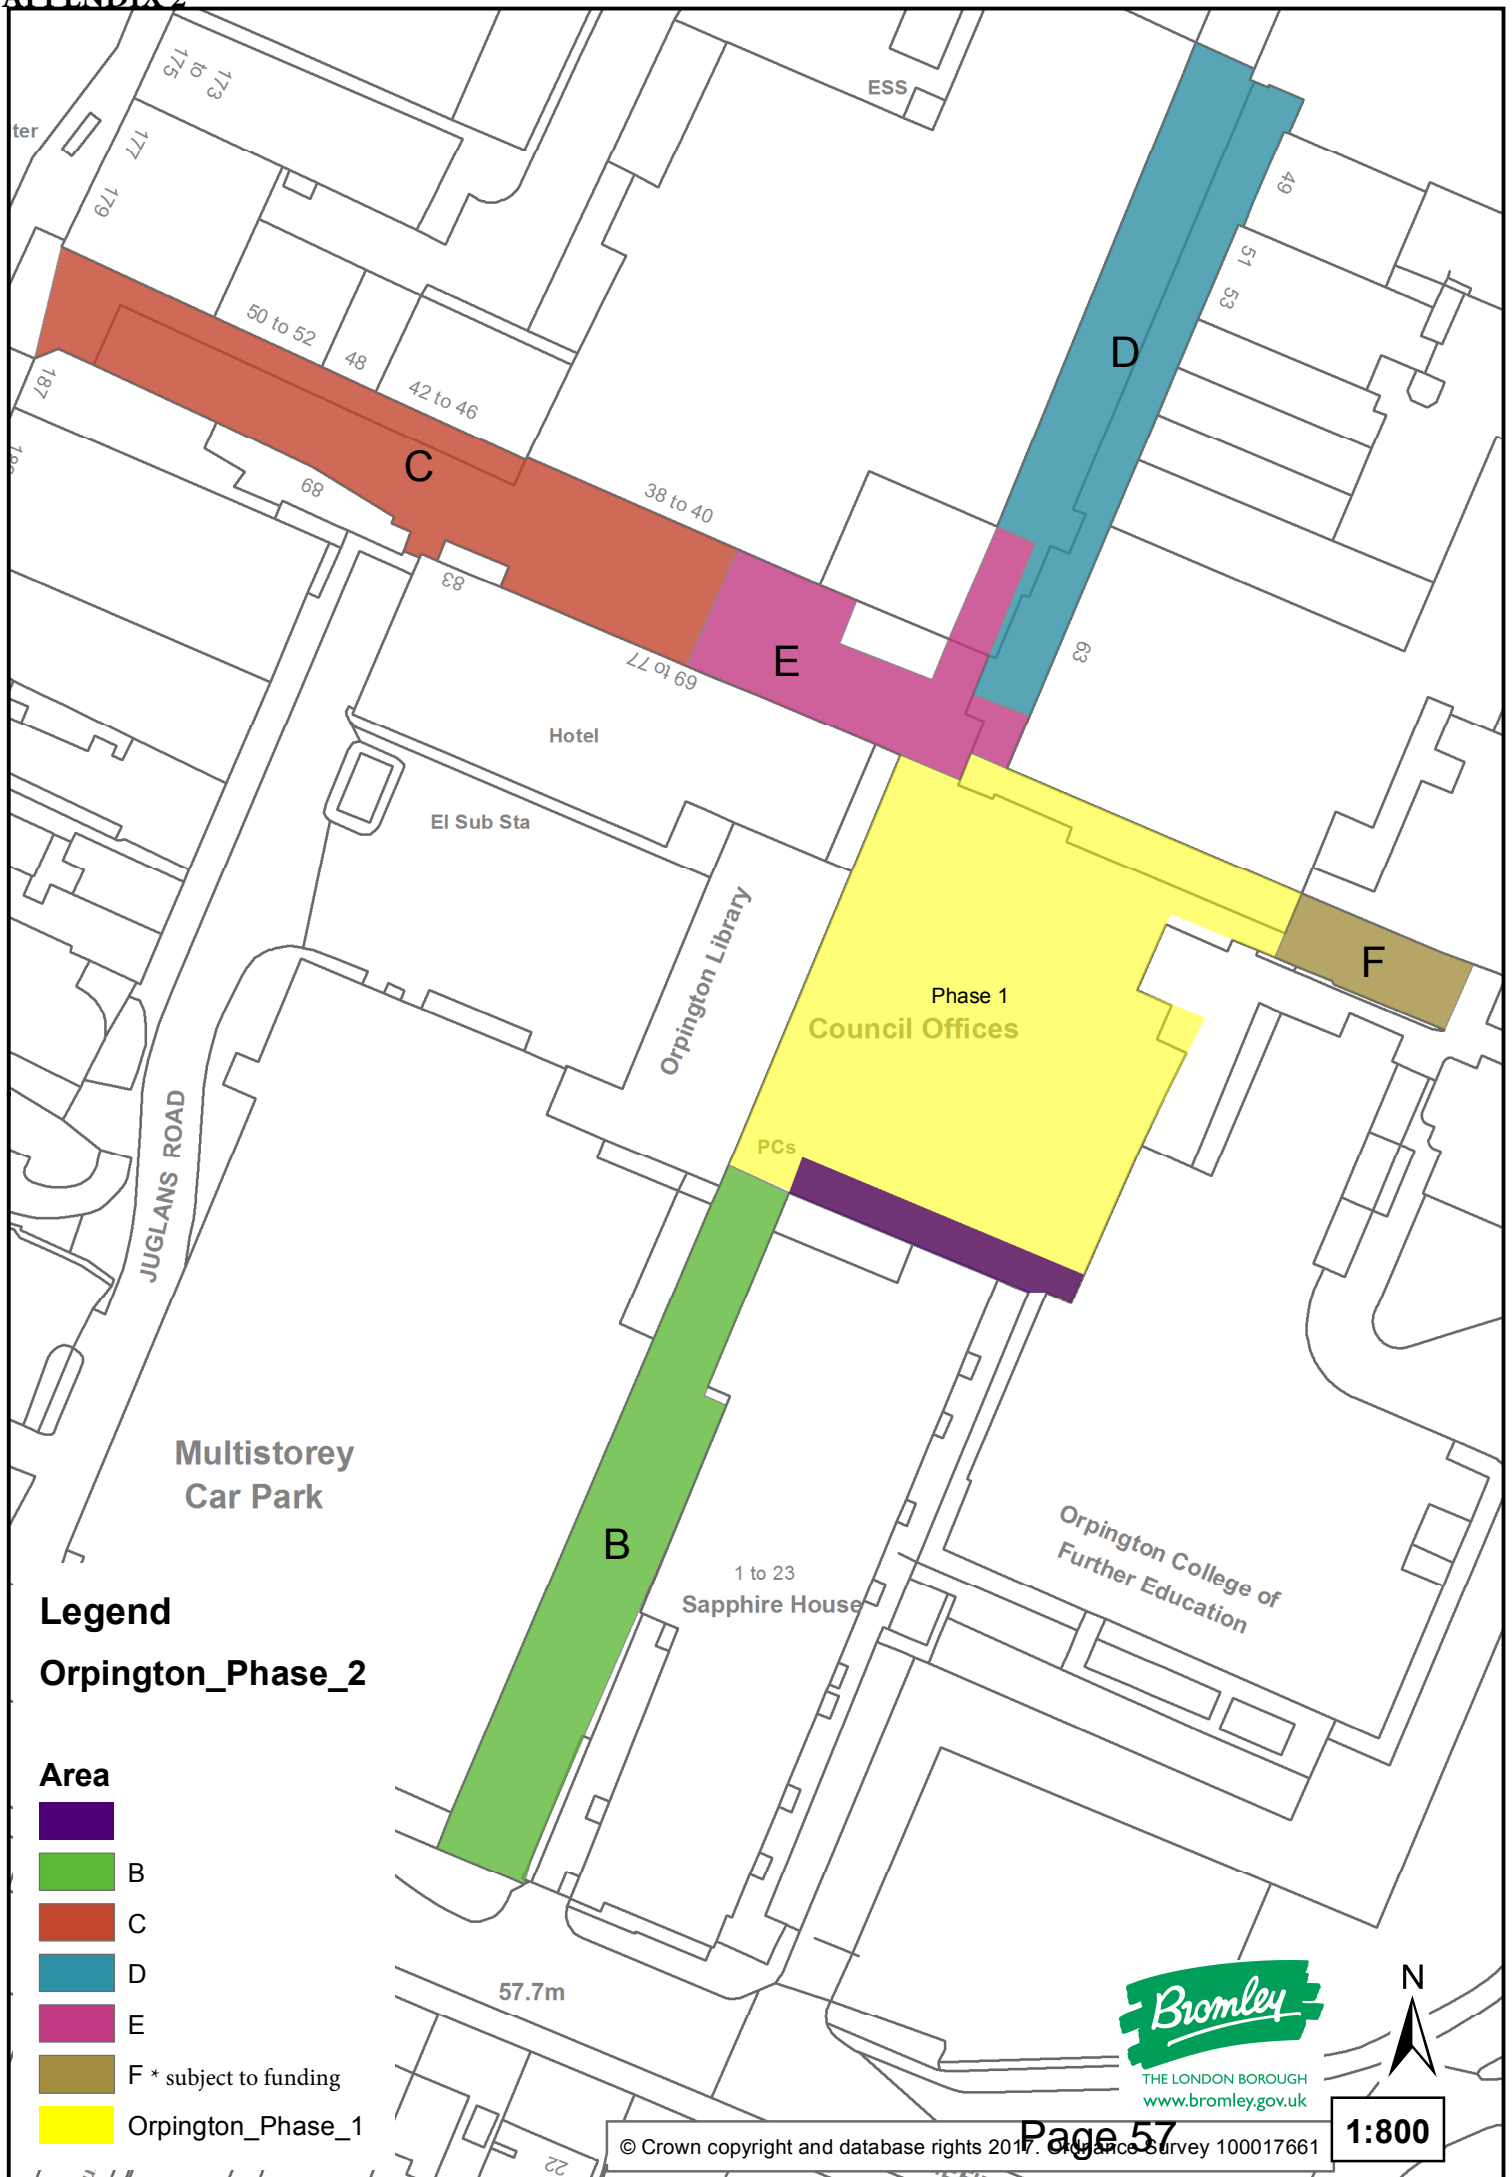 APPENDIX 2
173
to
175
177
179
ter
ESS
49
51
53
D
50 to 52
48
42 to 46
187
C
68
38 to 40
83
E
63
69 to 77
Hotel
El Sub Sta
Orpington Library
F
Phase 1
Council Offices
PCs
JUGLANS ROAD
Multistorey
Car Park
B
1 to 23
Sapphire House
Orpington College of
Further Education
Legend
Orpington_Phase_2
Area
B
C
D
E
F * subject to funding
Orpington_Phase_1
57.7m
22
Bromley
THE LONDON BOROUGH
www.bromley.gov.uk
N
Page 57
© Crown copyright and database rights 2017. Ordnance Survey 100017661
1:800